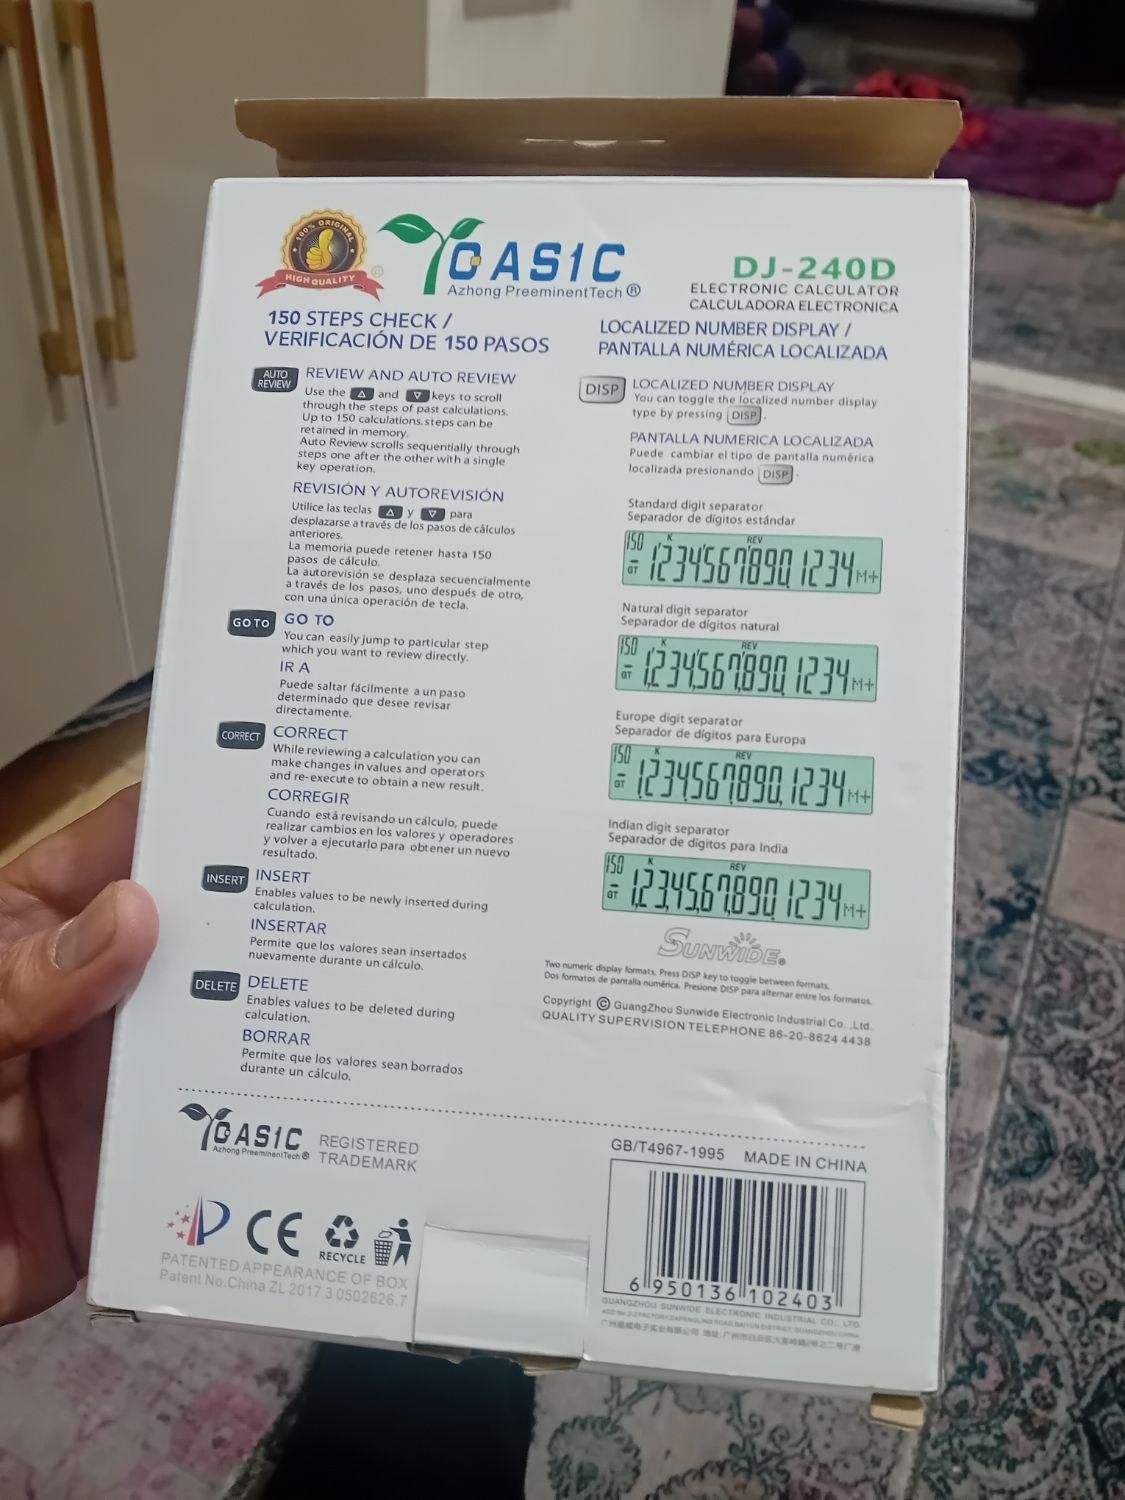 100% ORIGINAL
HIGH QUALITY
OASIC
Azhong PreeminentTech ®
DJ-240D
ELECTRONIC CALCULATOR
CALCULADORA ELECTRONICA
150 STEPS CHECK /
VERIFICACIÓN DE 150 PASOS
AUTO
REVIEW
REVIEW AND AUTO REVIEW
Use the △ and ▽ keys to scroll
through the steps of past calculations.
Up to 150 calculations.steps can be
retained in memory.
Auto Review scrolls sequentially through
steps one after the other with a single
key operation.
REVISIÓN Y AUTOREVISIÓN
Utilice las teclas △ y ▽ para
desplazarse a través de los pasos de cálculos
anteriores.
La memoria puede retener hasta 150
pasos de cálculo.
La autorevisión se desplaza secuencialmente
a través de los pasos, uno después de otro,
con una única operación de tecla.
GO TO
GO TO
You can easily jump to particular step
which you want to review directly.
IR A
Puede saltar fácilmente a un paso
determinado que desee revisar
directamente.
CORRECT
CORRECT
While reviewing a calculation you can
make changes in values and operators
and re-execute to obtain a new result.
CORREGIR
Cuando está revisando un cálculo, puede
realizar cambios en los valores y operadores
y volver a ejecutarlo para obtener un nuevo
resultado.
INSERT
INSERT
Enables values to be newly inserted during
calculation.
INSERTAR
Permite que los valores sean insertados
nuevamente durante un cálculo.
DELETE
DELETE
Enables values to be deleted during
calculation.
BORRAR
Permite que los valores sean borrados
durante un cálculo.
LOCALIZED NUMBER DISPLAY /
PANTALLA NUMÉRICA LOCALIZADA
DISP
LOCALIZED NUMBER DISPLAY
You can toggle the localized number display
type by pressing DISP .
PANTALLA NUMERICA LOCALIZADA
Puede cambiar el tipo de pantalla numérica
localizada presionando DISP .
Standard digit separator
Separador de dígitos estándar
150 K REV
GT 1'234'567'890, 1234 M+
Natural digit separator
Separador de dígitos natural
150 K REV
GT 1,234,567,890, 1234 M+
Europe digit separator
Separador de dígitos para Europa
150 K REV
GT 1.234.567.890, 1234 M+
Indian digit separator
Separador de dígitos para India
150 K REV
GT 1,23,45,67,890, 1234 M+
SUNWIDE®
Two numeric display formats. Press DISP key to toggle between formats.
Dos formatos de pantalla numérica. Presione DISP para alternar entre los formatos.
Copyright © GuangZhou Sunwide Electronic Industrial Co. ,Ltd.
QUALITY SUPERVISION TELEPHONE 86-20-8624 4438
OASIC
Azhong PreeminentTech ®
REGISTERED
TRADEMARK
CE
RECYCLE
PATENTED APPEARANCE OF BOX
Patent No.China ZL 2017 3 0502626.7
GB/T4967-1995 MADE IN CHINA
6 950136 102403
GUANGZHOU SUNWIDE ELECTRONIC INDUSTRIAL CO., LTD.